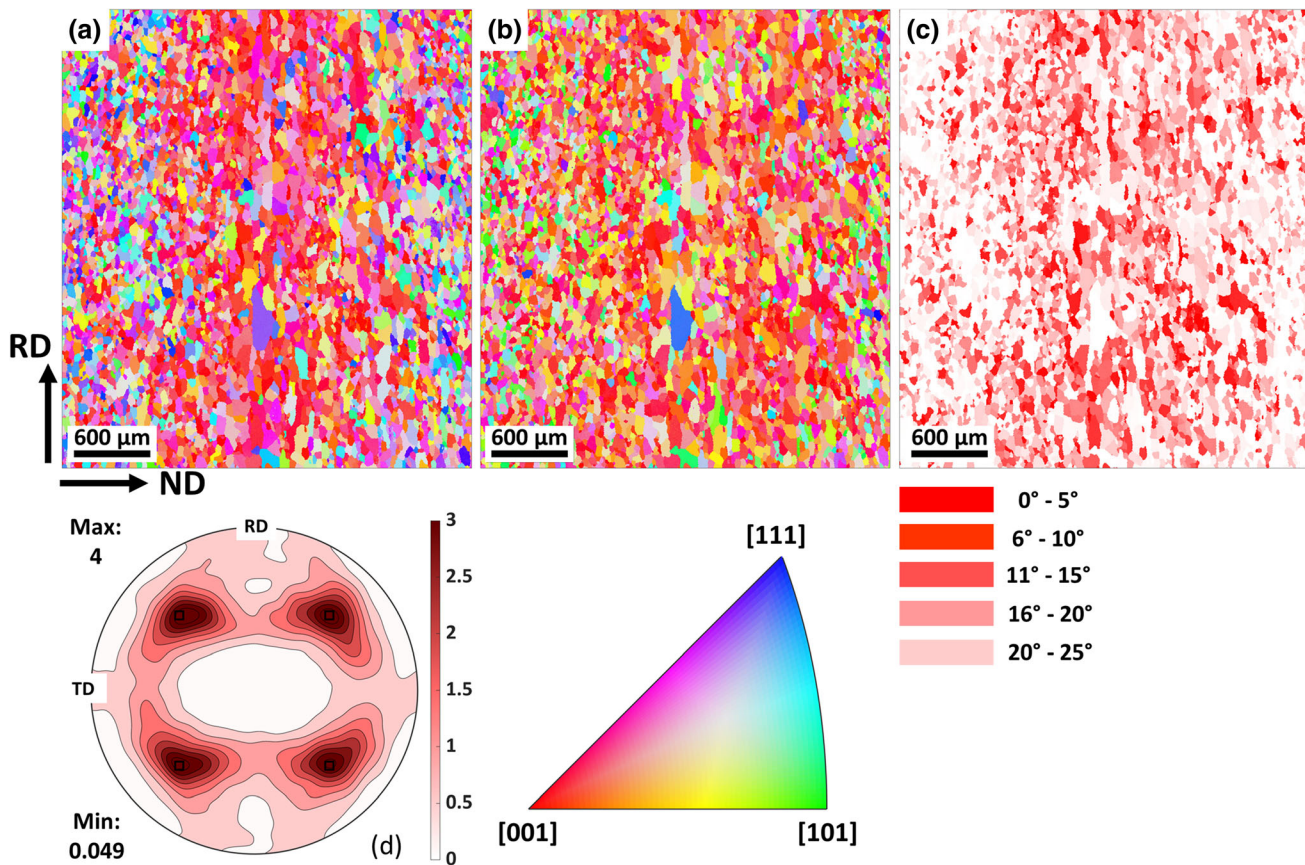 (a)
(b)
(c)
RD
600 µm
600 µm
600 µm
ND
Max:
4
RD
TD
Min:
0.049
(d)
3
2.5
2
1.5
1
0.5
0
[111]
[001]
[101]
0° - 5°
6° - 10°
11° - 15°
16° - 20°
20° - 25°